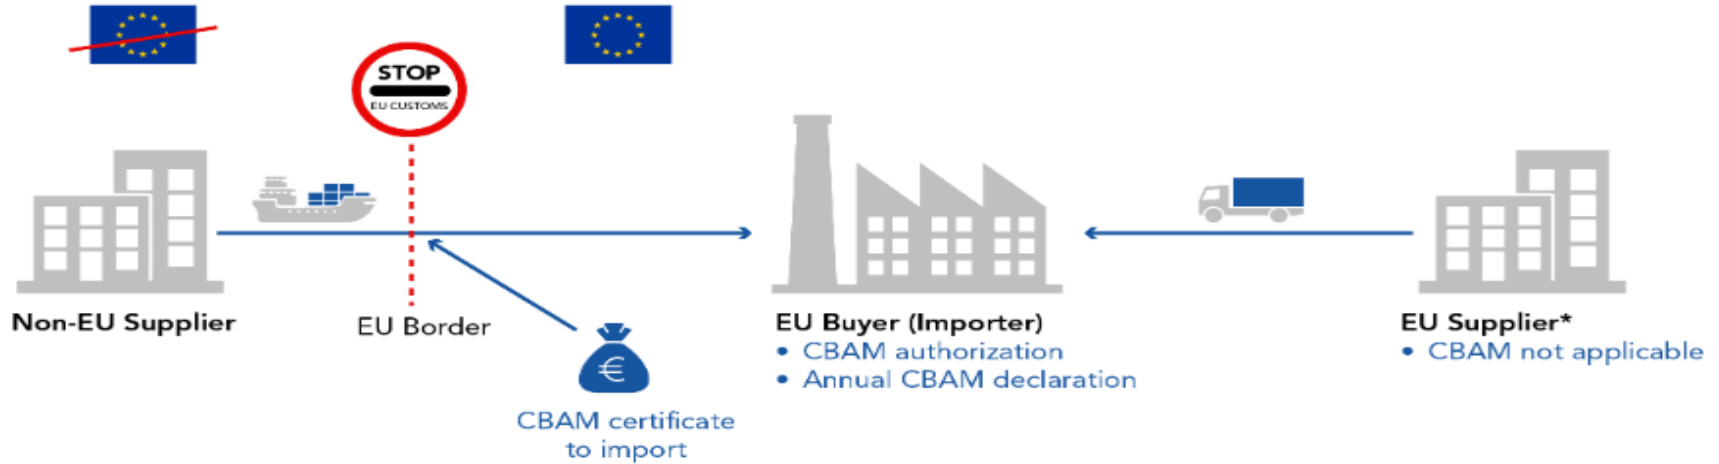 STOP
EU CUSTOMS
Non-EU Supplier
EU Border
€
CBAM certificate
to import
EU Buyer (Importer)
• CBAM authorization
• Annual CBAM declaration
EU Supplier*
• CBAM not applicable